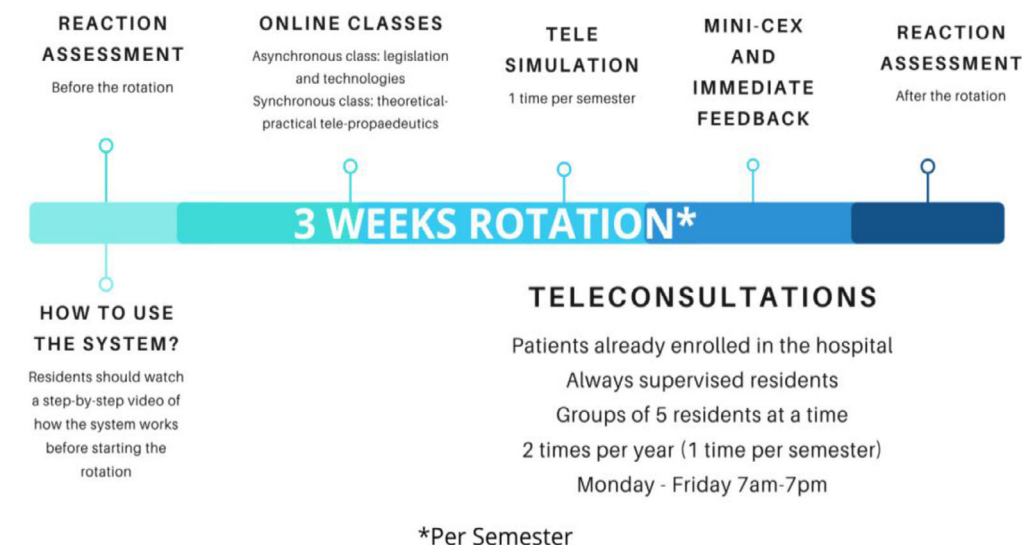 REACTION
ASSESSMENT
Before the rotation
ONLINE CLASSES
Asynchronous class: legislation
and technologies
Synchronous class: theoretical-
practical tele-propaedeutics
TELE
SIMULATION
1 time per semester
MINI-CEX
AND
IMMEDIATE
FEEDBACK
REACTION
ASSESSMENT
After the rotation
3 WEEKS ROTATION*
HOW TO USE
THE SYSTEM?
Residents should watch
a step-by-step video of
how the system works
before starting the
rotation
TELECONSULTATIONS
Patients already enrolled in the hospital
Always supervised residents
Groups of 5 residents at a time
2 times per year (1 time per semester)
Monday - Friday 7am-7pm
*Per Semester